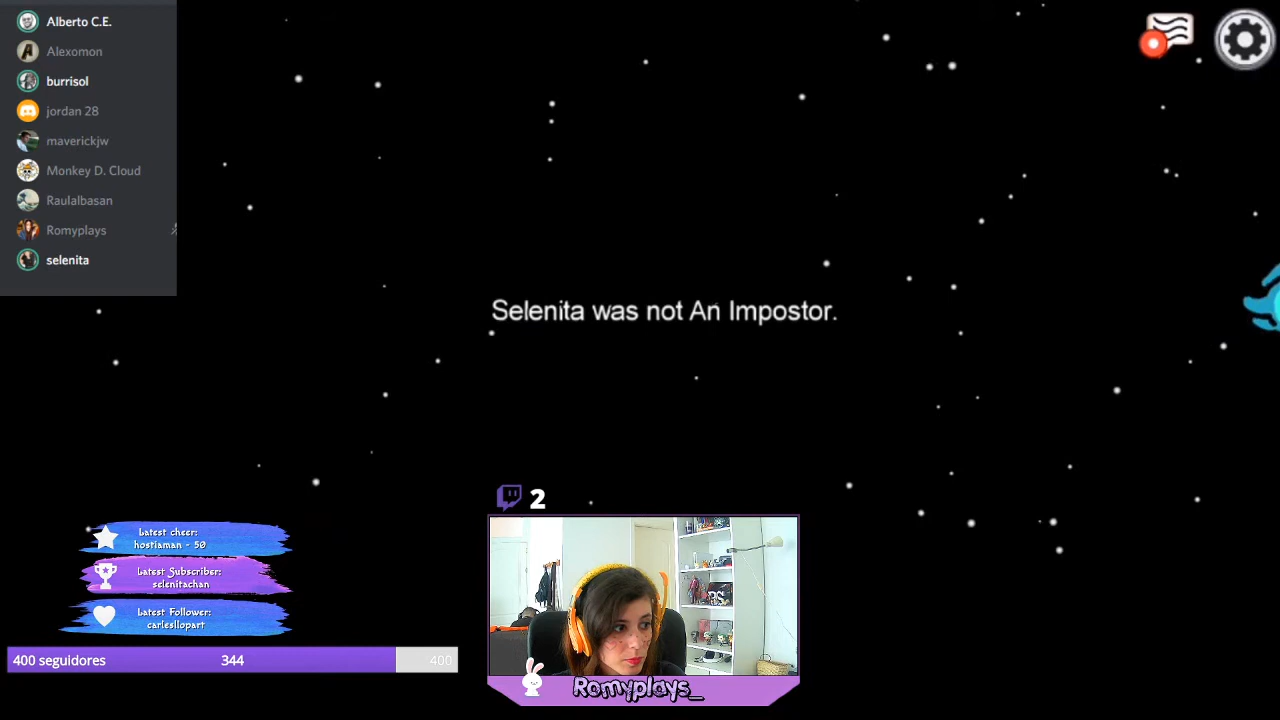 Alberto C.E.
Alexomon
burrisol
jordan 28
maverickjw
Monkey D. Cloud
Raulalbasan
Romyplays
selenita
Selenita was not An Impostor.
2
Latest cheer:
hostiaman - 50
Latest Subscriber:
selenitachan
Latest Follower:
carlesllopart
400 seguidores 344 400
Romyplays_